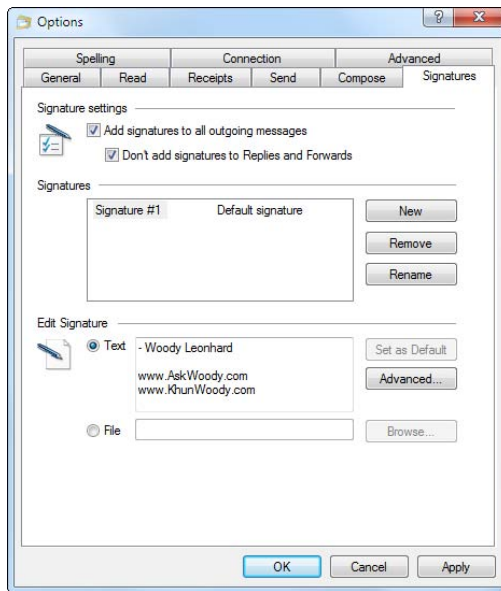 Options
?
X
Spelling
Connection
Advanced
General
Read
Receipts
Send
Compose
Signatures
Signature settings
Add signatures to all outgoing messages
Don't add signatures to Replies and Forwards
Signatures
Signature #1 Default signature
New
Remove
Rename
Edit Signature
Text
- Woody Leonhard
www.AskWoody.com
www.KhunWoody.com
Set as Default
Advanced...
File
Browse...
OK
Cancel
Apply